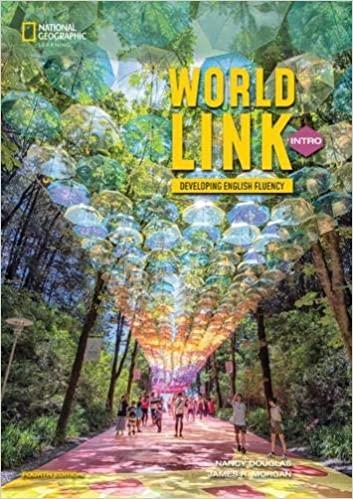 NATIONAL
GEOGRAPHIC
LEARNING
WORLD
LINK
INTRO
DEVELOPING ENGLISH FLUENCY
FOURTH EDITION
NANCY DOUGLAS
JAMES R. MORGAN